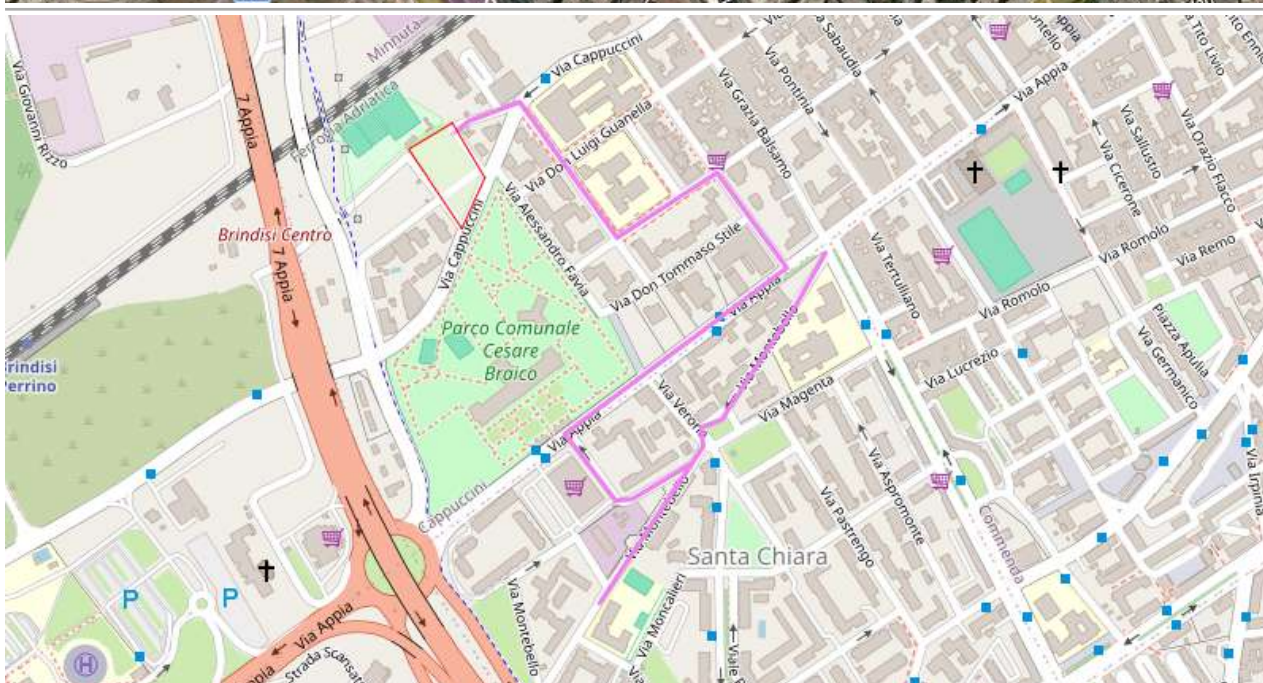 Via Giovanni Rizzo
7 Appia
7 Appia
Minnuta
Ferrovia Adriatica
Via Cappuccini
Via Don Luigi Guanella
Via Alessandro Favia
Via Cappuccini
Via Grazia Balsamo
Via Pontinia
Sabaudia
Via Appia
Via Tito Livio
Via Sallustio
Via Orazio Flacco
Via Cicerone
Via Romolo
Via Remo
Via Romolo
Via Tertulliano
Via Don Tommaso Stile
Via Appia
Via Montebello
Via Magenta
Via Lucrezio
Piazza Apulia
Via Germanico
Via Irpinia
Brindisi Centro
Parco Comunale
Cesare
Braico
Via Verona
Via Appia
Cappuccini
Via Montebello
Santa Chiara
Via Aspromonte
Via Pastrengo
Commenda
Via Moncalieri
Viale
Via Montebello
Via Appia
Strada Scansat
P
P
H